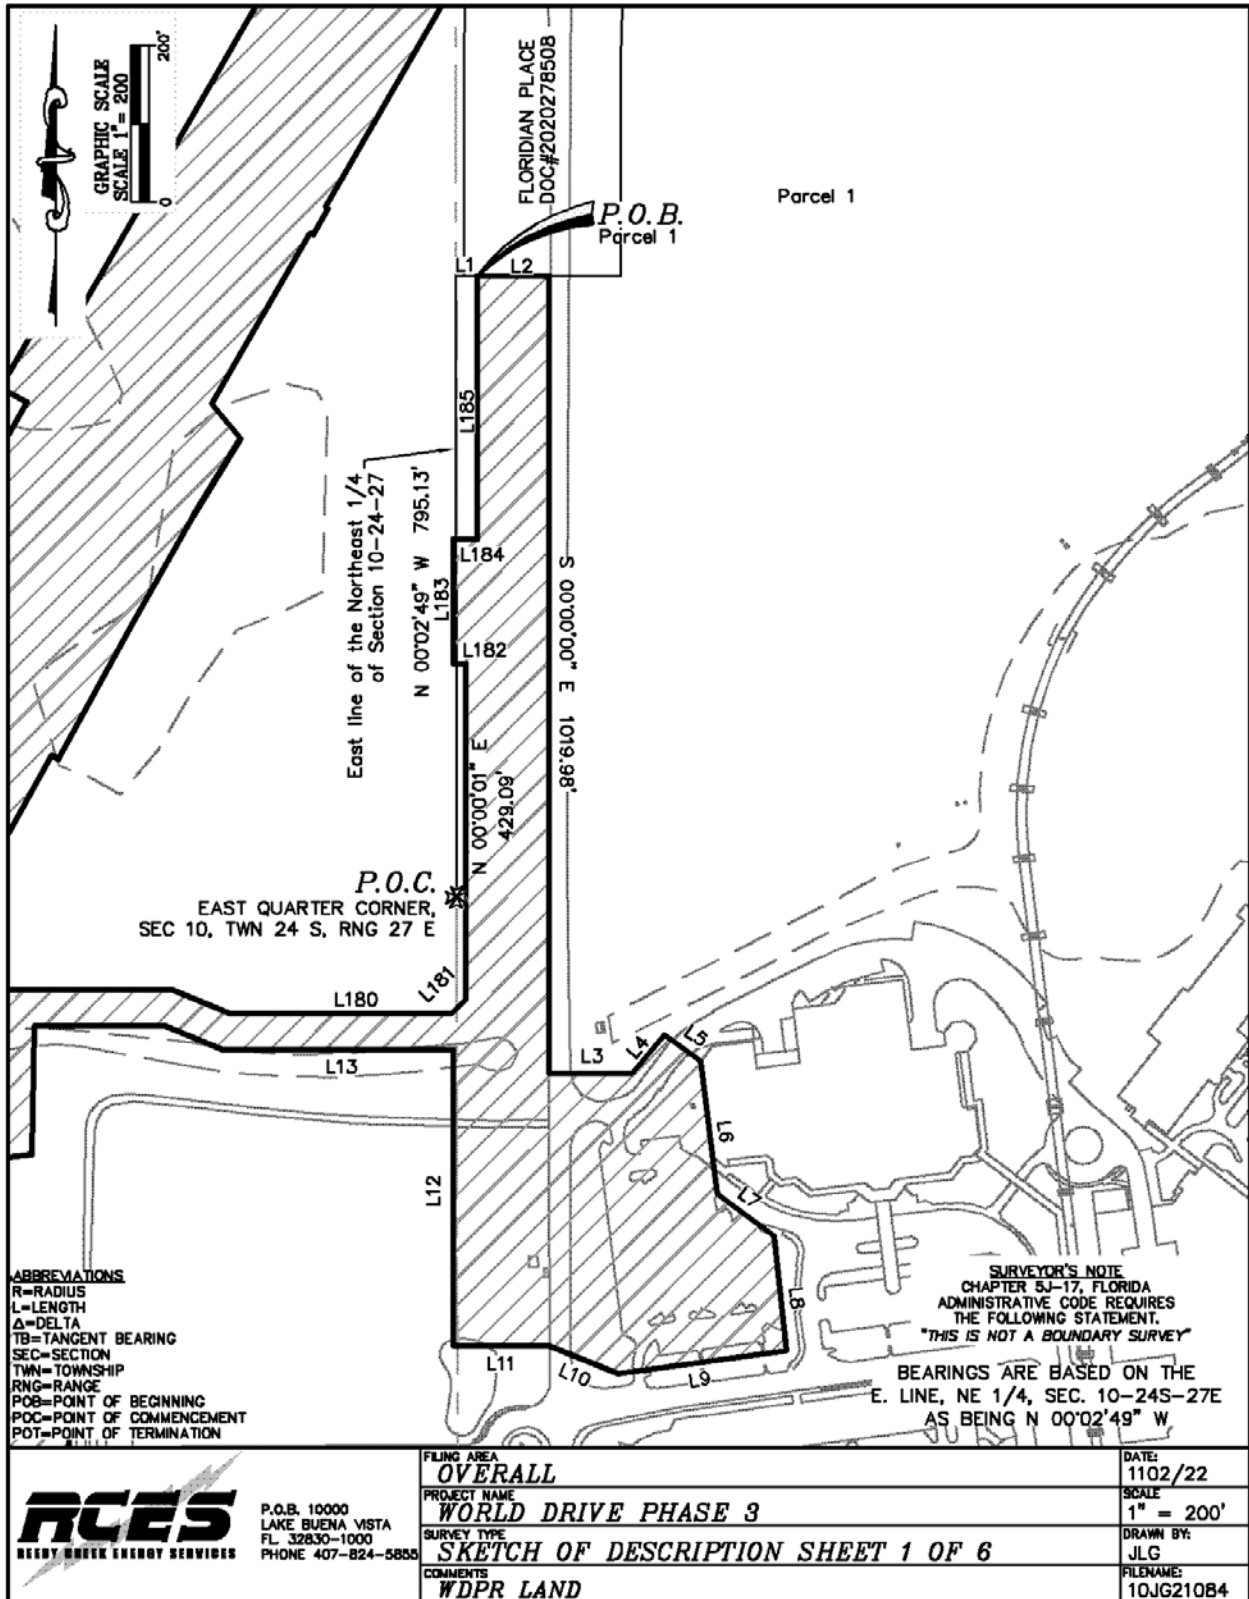 GRAPHIC SCALE
SCALE 1" = 200
0
200'
FLORIDIAN PLACE
DOC#2020278508
P.O.B.
Parcel 1
Parcel 1
L1
L2
L185
East line of the Northeast 1/4
of Section 10-24-27
N 00°02'49" W 795.13'
L184
L183
L182
S 00°00'00" E 1019.98'
N 00°00'01" E
429.09'
P.O.C.
EAST QUARTER CORNER,
SEC 10, TWN 24 S, RNG 27 E
L181
L180
L13
L3
L4
L5
L6
L7
L12
L8
L11
L10
L9
ABBREVIATIONS
R=RADIUS
L=LENGTH
Δ=DELTA
TB=TANGENT BEARING
SEC=SECTION
TWN=TOWNSHIP
RNG=RANGE
POB=POINT OF BEGINNING
POC=POINT OF COMMENCEMENT
POT=POINT OF TERMINATION
SURVEYOR'S NOTE
CHAPTER 5J-17, FLORIDA
ADMINISTRATIVE CODE REQUIRES
THE FOLLOWING STATEMENT.
"THIS IS NOT A BOUNDARY SURVEY"
BEARINGS ARE BASED ON THE
E. LINE, NE 1/4, SEC. 10-24S-27E
AS BEING N 00°02'49" W
RCES
REEDY CREEK ENERGY SERVICES
P.O.B. 10000
LAKE BUENA VISTA
FL 32830-1000
PHONE 407-824-5855
FILING AREA
OVERALL
PROJECT NAME
WORLD DRIVE PHASE 3
SURVEY TYPE
SKETCH OF DESCRIPTION SHEET 1 OF 6
COMMENTS
WDPR LAND
DATE:
1102/22
SCALE
1" = 200'
DRAWN BY:
JLG
FILENAME:
10JG21084